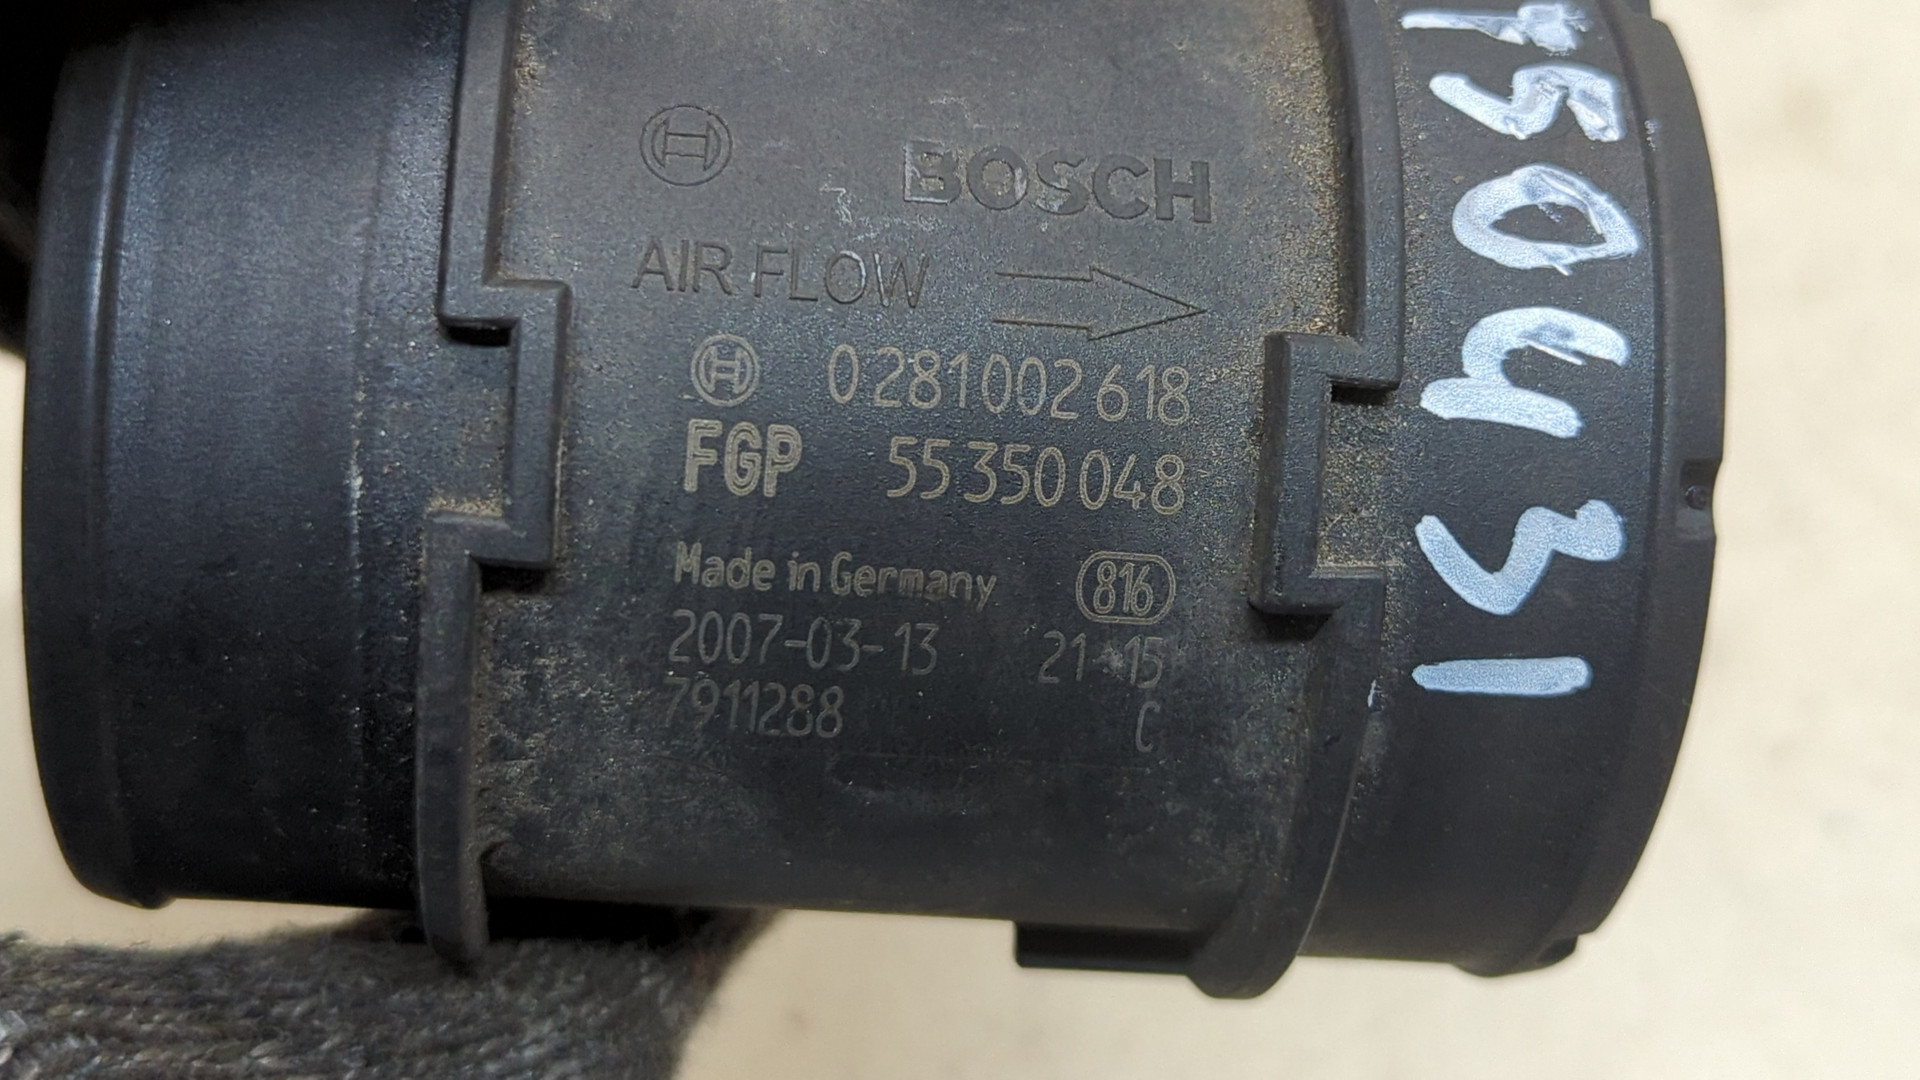 BOSCH
AIR FLOW
0 281 002 618
FGP 55 350 048
Made in Germany 816
2007-03-13 21 15
7911288 C